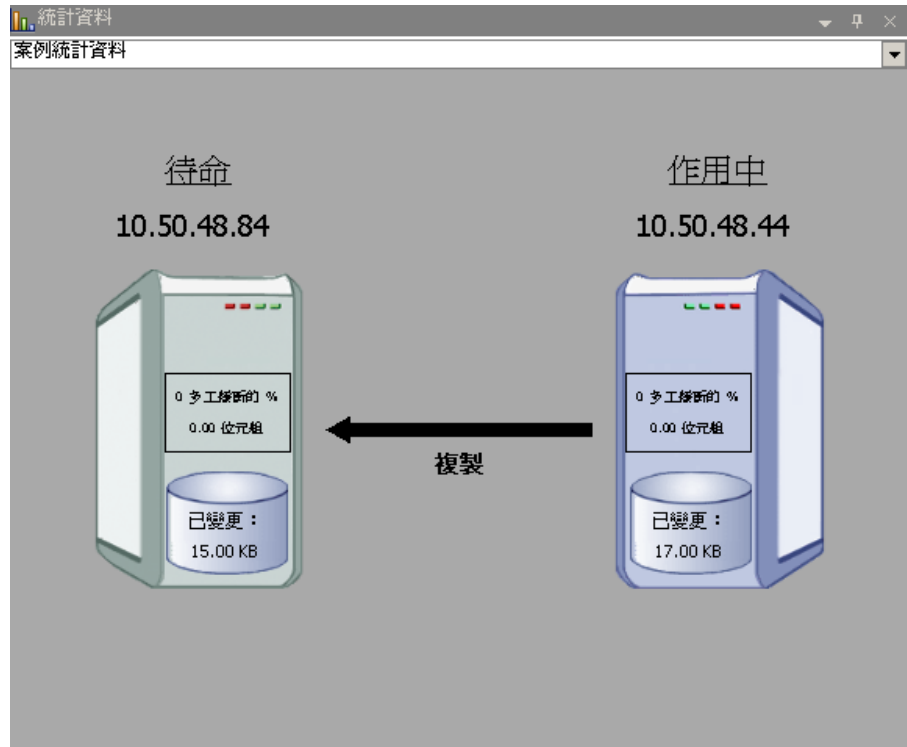 統計資料
案例統計資料
待命
10.50.48.84
作用中
10.50.48.44
0 多工緩衝的 %
0.00 位元組
已變更：
15.00 KB
複製
0 多工緩衝的 %
0.00 位元組
已變更：
17.00 KB